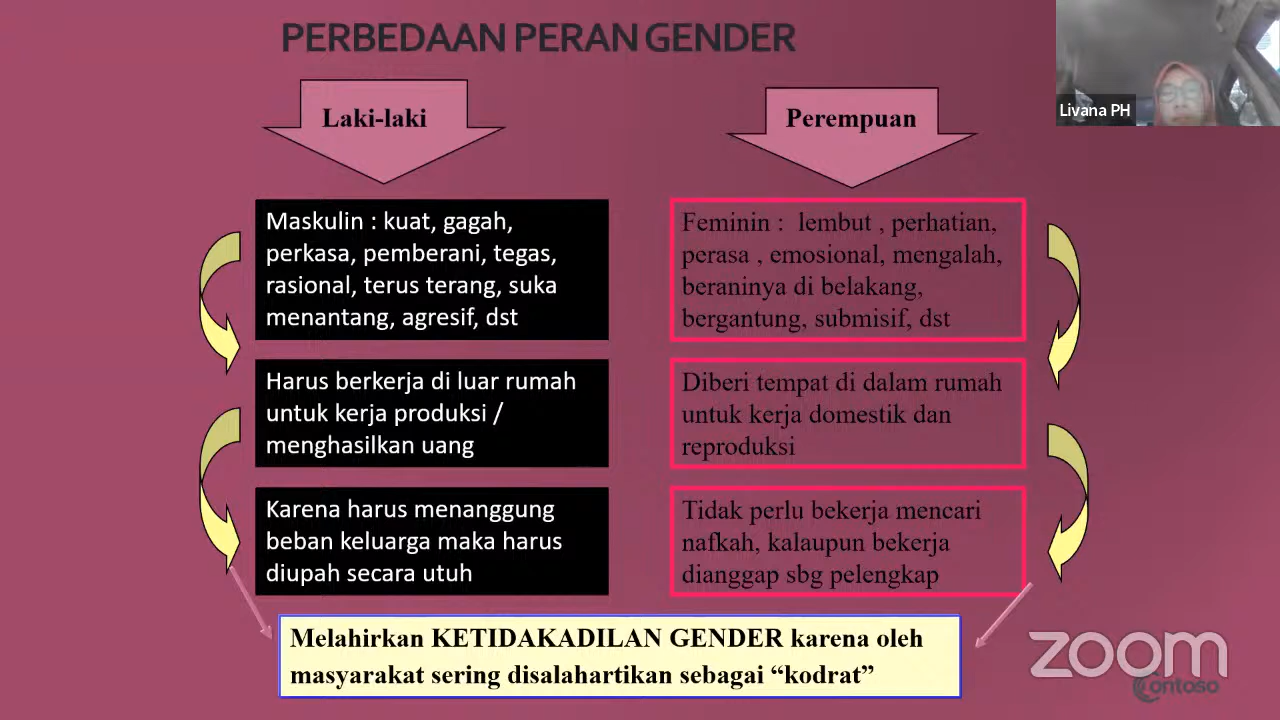 PERBEDAAN PERAN GENDER
Livana PH
Laki-laki
Perempuan
Maskulin : kuat, gagah,
perkasa, pemberani, tegas,
rasional, terus terang, suka
menantang, agresif, dst
Feminin : lembut , perhatian,
perasa , emosional, mengalah,
beraninya di belakang,
bergantung, submisif, dst
Harus berkerja di luar rumah
untuk kerja produksi /
menghasilkan uang
Diberi tempat di dalam rumah
untuk kerja domestik dan
reproduksi
Karena harus menanggung
beban keluarga maka harus
diupah secara utuh
Tidak perlu bekerja mencari
nafkah, kalaupun bekerja
dianggap sbg pelengkap
Melahirkan KETIDAKADILAN GENDER karena oleh
masyarakat sering disalahartikan sebagai “kodrat”
zoom
Contoso